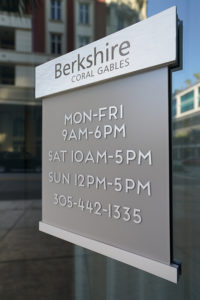 Berkshire
CORAL GABLES
MON-FRI
9AM-6PM
SAT 10AM-5PM
SUN 12PM-5PM
305-442-1335